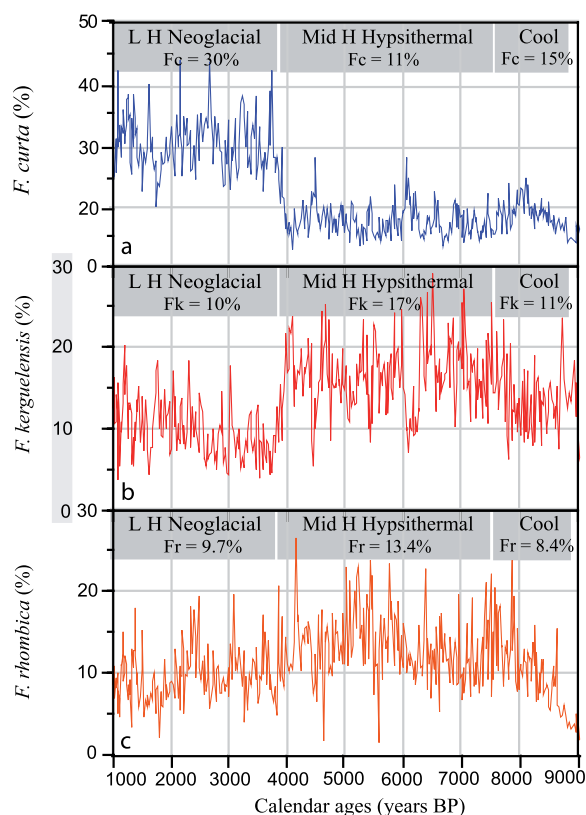 50
L H Neoglacial Mid H Hypsithermal Cool
Fc = 30% Fc = 11% Fc = 15%
40
30
20
F. curta (%)
a
0
30
L H Neoglacial Mid H Hypsithermal Cool
Fk = 10% Fk = 17% Fk = 11%
20
10
F. kerguelensis (%)
b
0
30
L H Neoglacial Mid H Hypsithermal Cool
Fr = 9.7% Fr = 13.4% Fr = 8.4%
20
10
F. rhombica (%)
c
0
1000 2000 3000 4000 5000 6000 7000 8000 9000
Calendar ages (years BP)